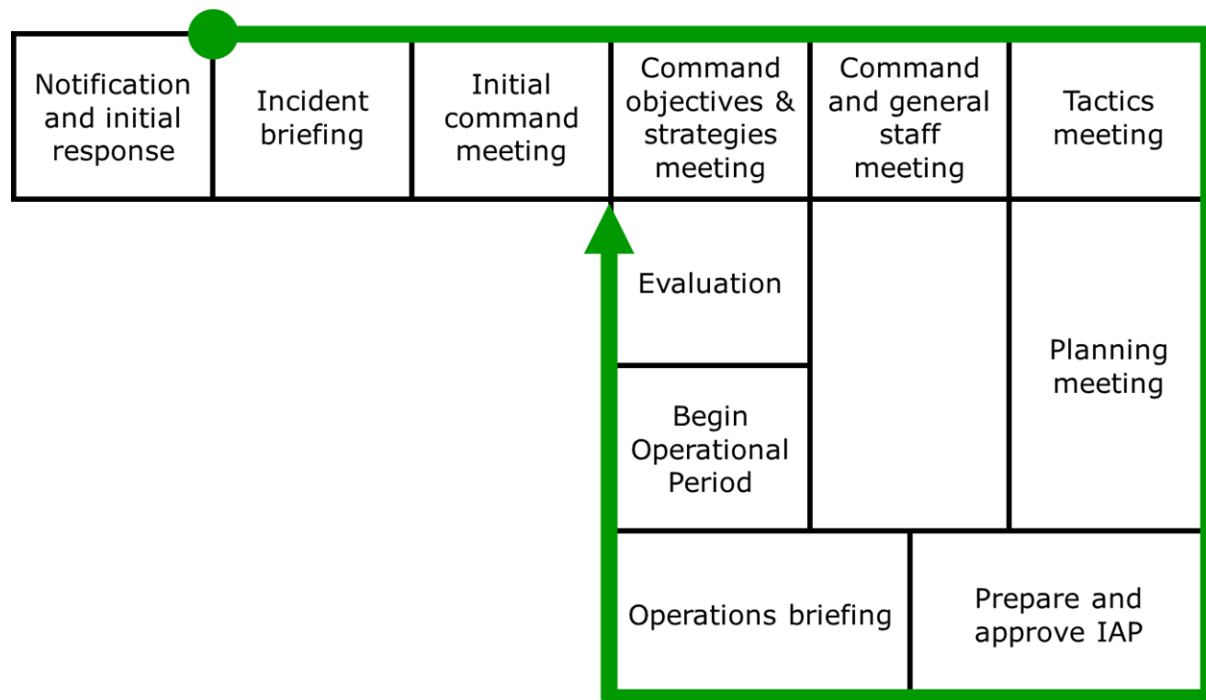 Notification
and initial
response
Incident
briefing
Initial
command
meeting
Command
objectives &
strategies
meeting
Command
and general
staff
meeting
Tactics
meeting
Evaluation
Planning
meeting
Begin
Operational
Period
Operations briefing
Prepare and
approve IAP